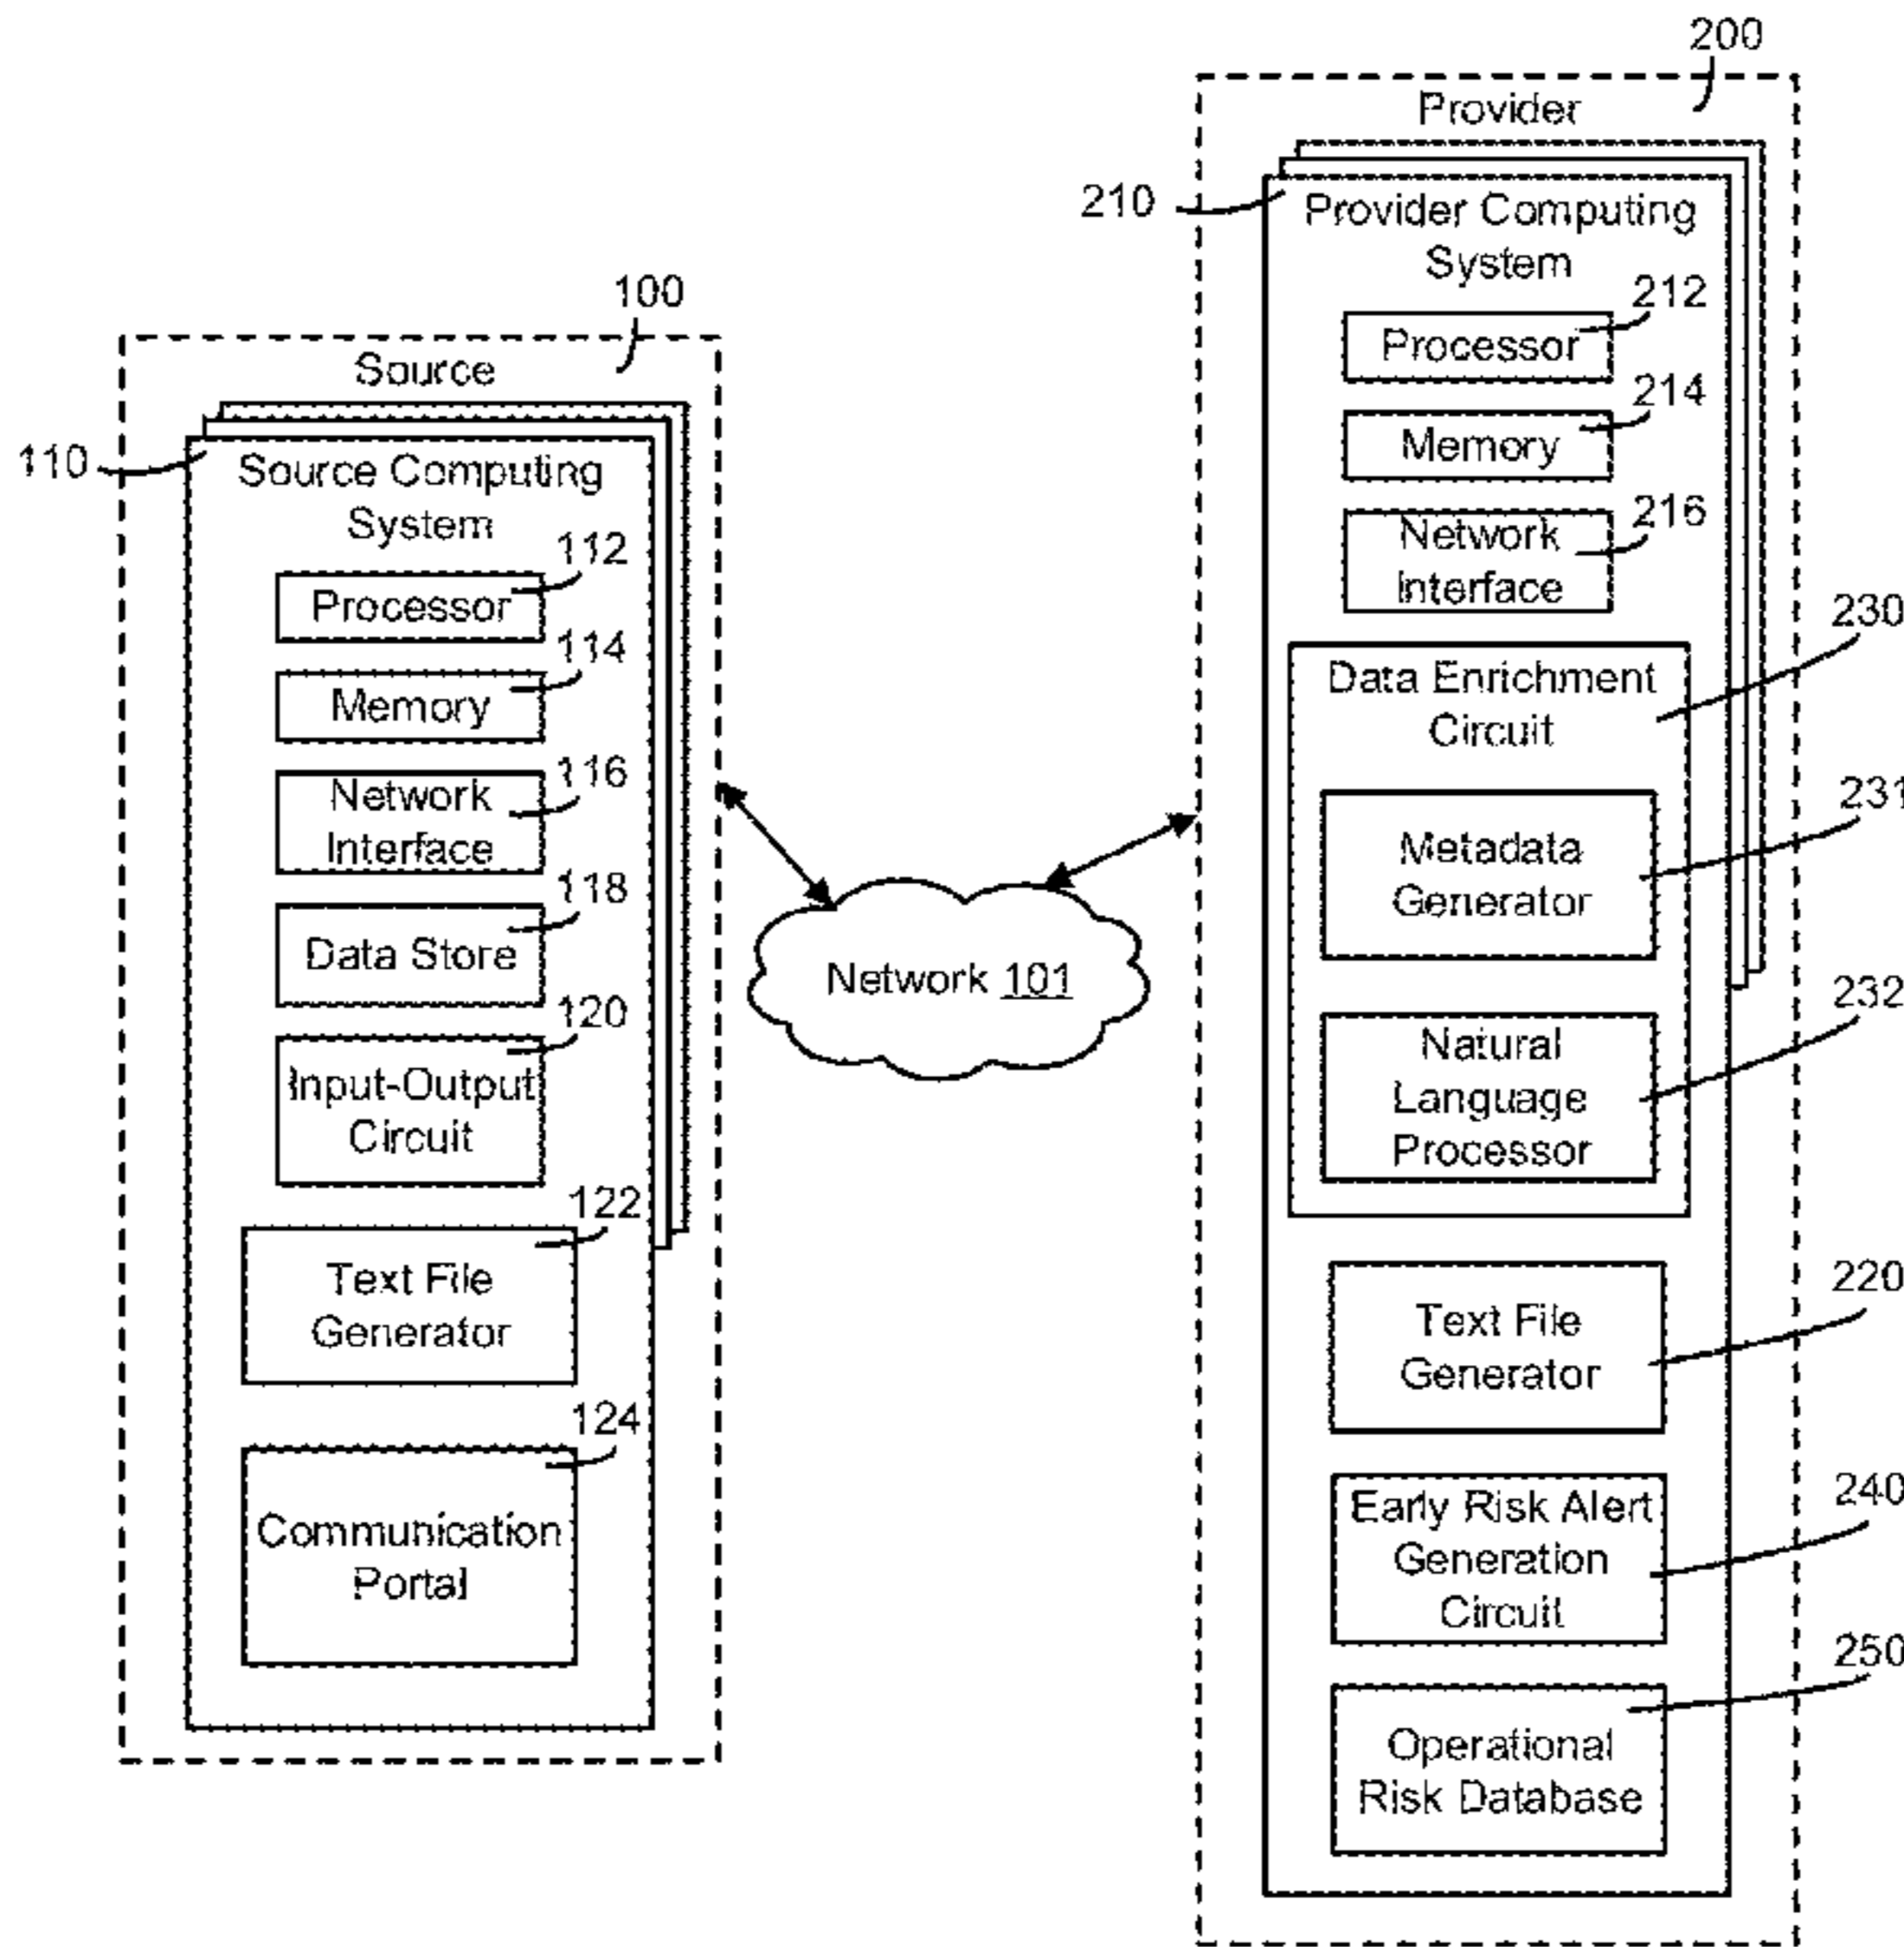 200
Provider
210
Provider Computing
System
212
Processor
214
Memory
216
Network
Interface
230
Data Enrichment
Circuit
231
Metadata
Generator
232
Natural
Language
Processor
220
Text File
Generator
240
Early Risk Alert
Generation
Circuit
250
Operational
Risk Database
100
Source
110
Source Computing
System
112
Processor
114
Memory
116
Network
Interface
118
Data Store
120
Input-Output
Circuit
122
Text File
Generator
124
Communication
Portal
Network 101